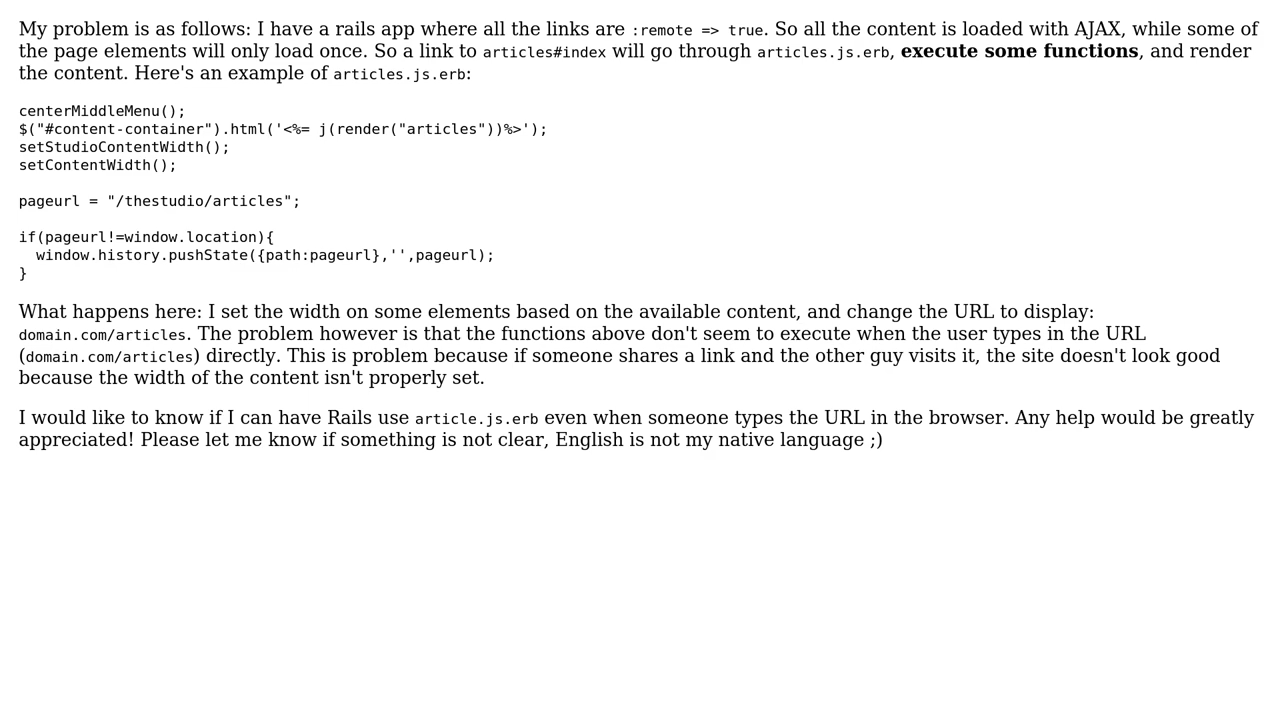 My problem is as follows: I have a rails app where all the links are :remote => true. So all the content is loaded with AJAX, while some of
the page elements will only load once. So a link to articles#index will go through articles.js.erb, execute some functions, and render
the content. Here's an example of articles.js.erb:
centerMiddleMenu();
$("#content-container").html('<%= j(render("articles"))%>');
setStudioContentWidth();
setContentWidth();
pageurl = "/thestudio/articles";
if(pageurl!=window.location){
  window.history.pushState({path:pageurl},'',pageurl);
}
What happens here: I set the width on some elements based on the available content, and change the URL to display:
domain.com/articles. The problem however is that the functions above don't seem to execute when the user types in the URL
(domain.com/articles) directly. This is problem because if someone shares a link and the other guy visits it, the site doesn't look good
because the width of the content isn't properly set.
I would like to know if I can have Rails use article.js.erb even when someone types the URL in the browser. Any help would be greatly
appreciated! Please let me know if something is not clear, English is not my native language ;)